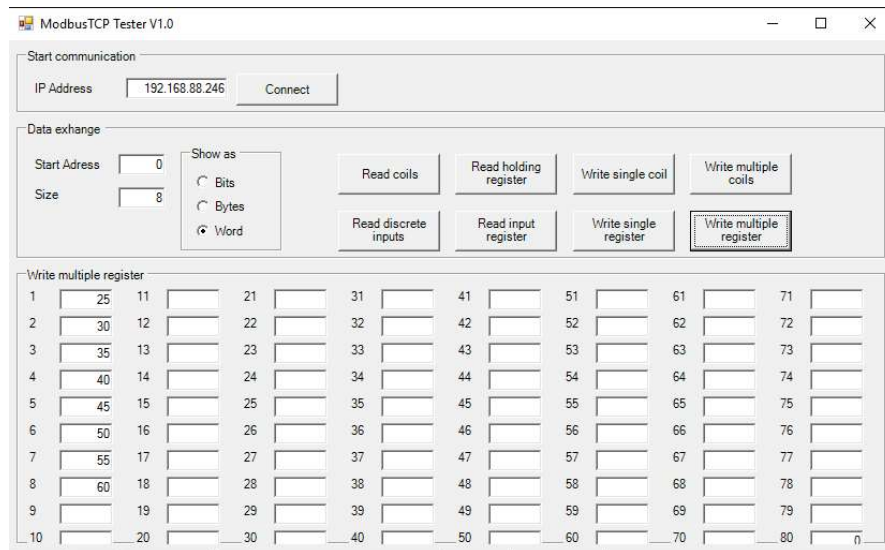 ModbusTCP Tester V1.0
Start communication
IP Address 192.168.88.246 Connect
Data exhange
Start Adress 0
Size 8
Show as
Bits
Bytes
Word
Read coils
Read holding
register
Write single coil
Write multiple
coils
Read discrete
inputs
Read input
register
Write single
register
Write multiple
register
Write multiple register
1 25 11 21 31 41 51 61 71
2 30 12 22 32 42 52 62 72
3 35 13 23 33 43 53 63 73
4 40 14 24 34 44 54 64 74
5 45 15 25 35 45 55 65 75
6 50 16 26 36 46 56 66 76
7 55 17 27 37 47 57 67 77
8 60 18 28 38 48 58 68 78
9 19 29 39 49 59 69 79
10 20 30 40 50 60 70 80 0